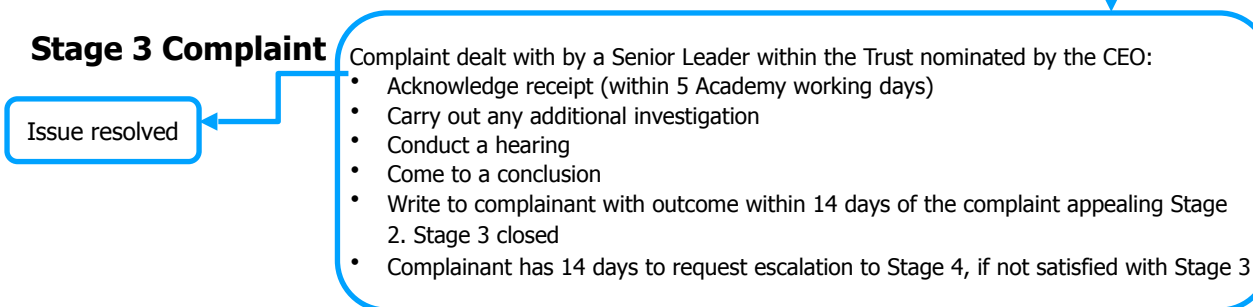 Stage 3 Complaint
Issue resolved
Complaint dealt with by a Senior Leader within the Trust nominated by the CEO:
• Acknowledge receipt (within 5 Academy working days)
• Carry out any additional investigation
• Conduct a hearing
• Come to a conclusion
• Write to complainant with outcome within 14 days of the complaint appealing Stage
2. Stage 3 closed
• Complainant has 14 days to request escalation to Stage 4, if not satisfied with Stage 3